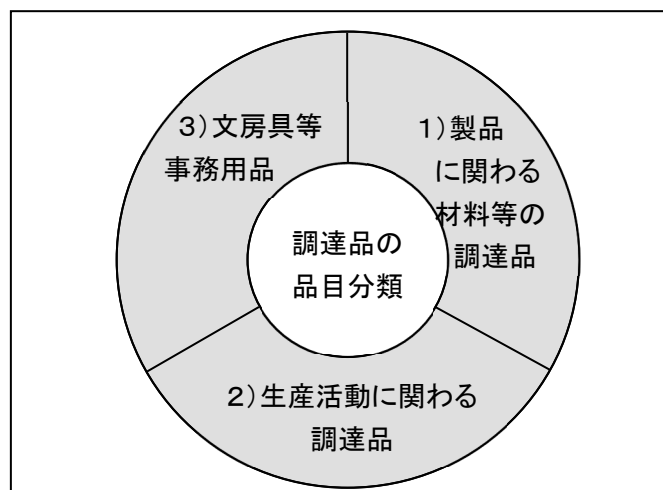 調達品の
品目分類
1)製品
に関わる
材料等の
調達品
2)生産活動に関わる
調達品
3)文房具等
事務用品